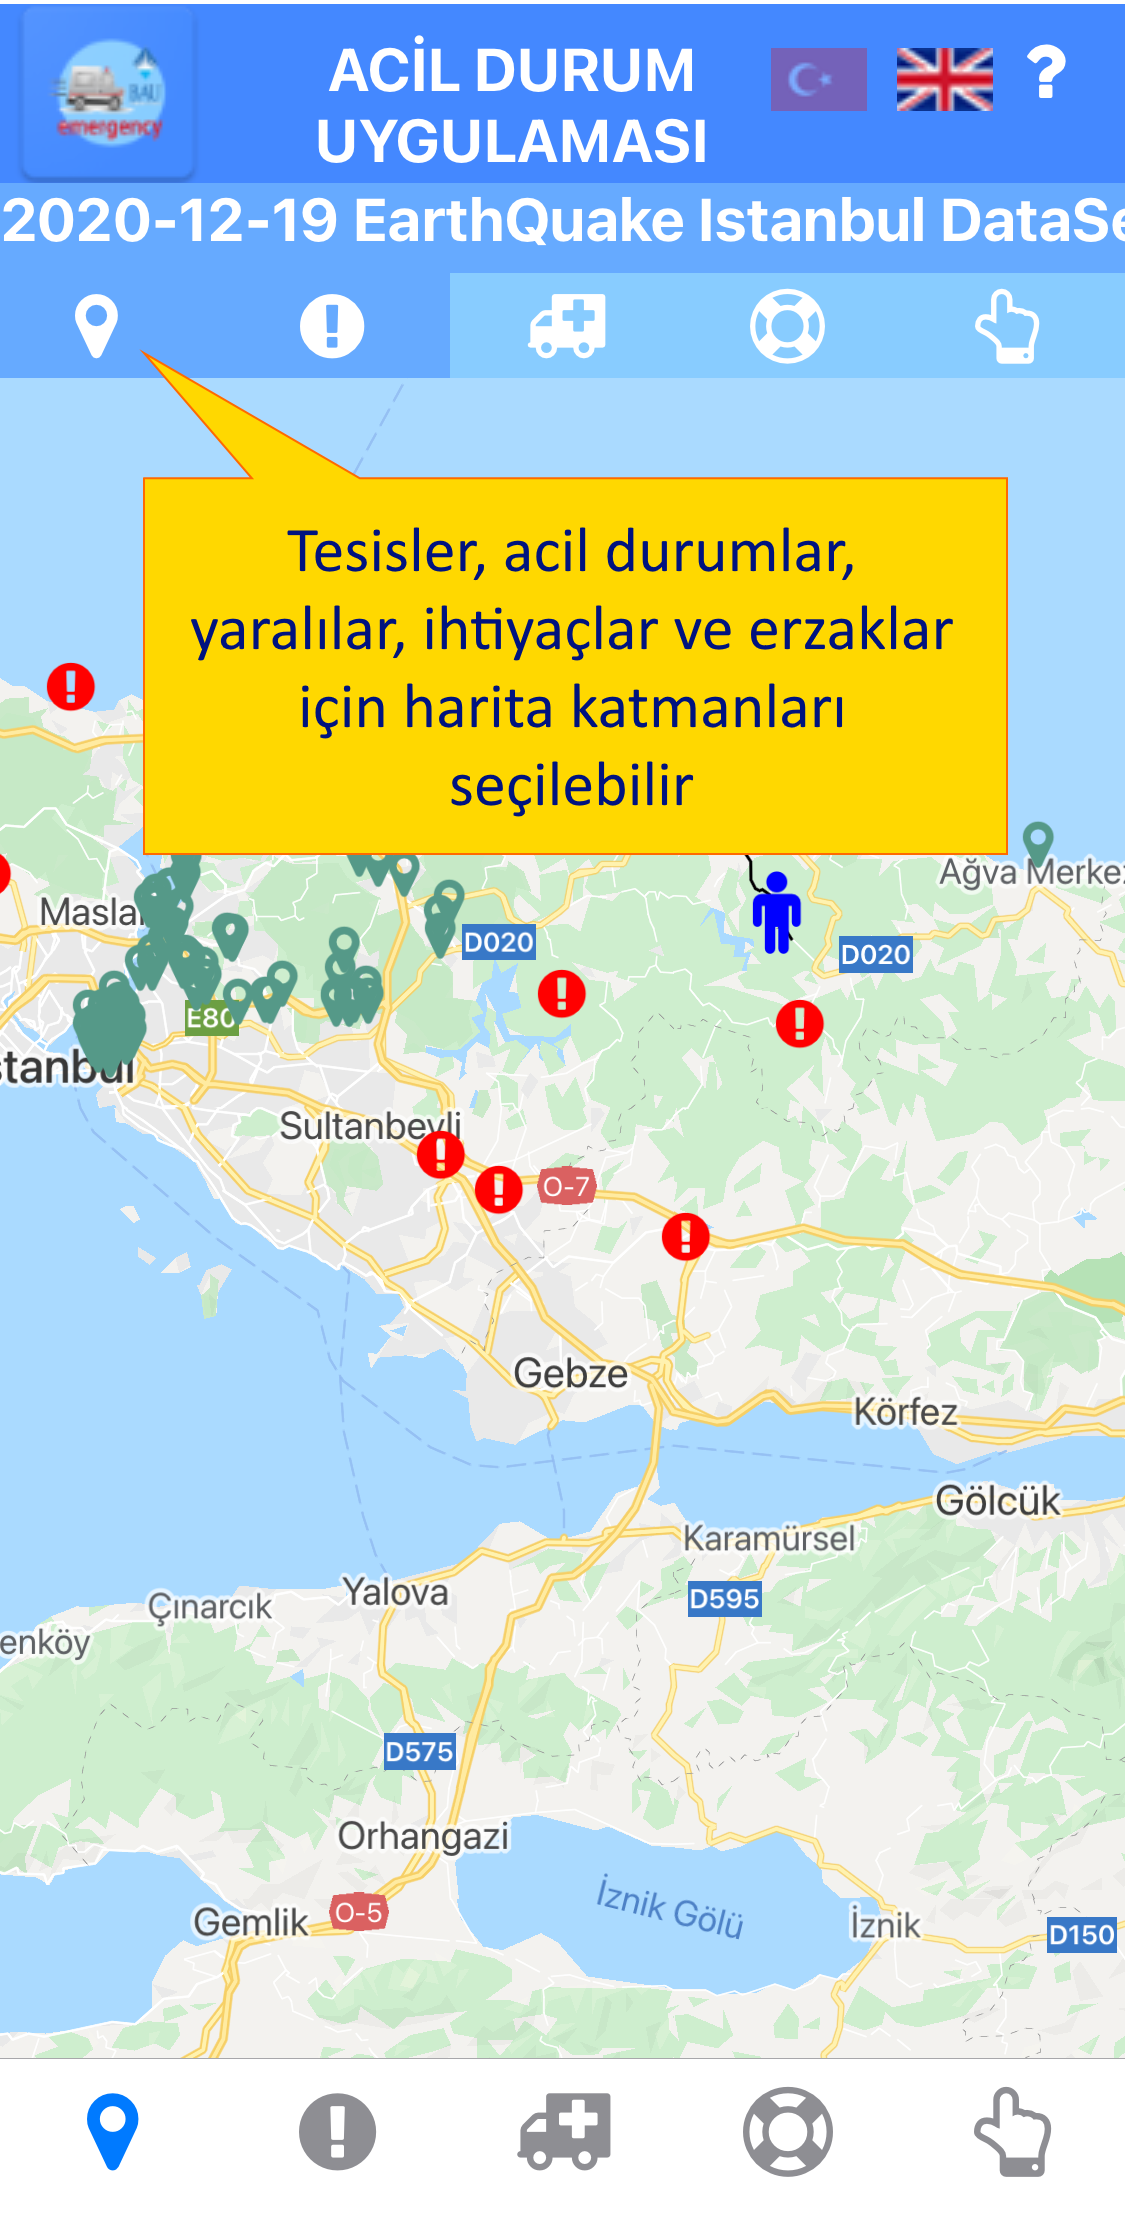 ACİL DURUM
UYGULAMASI
BAU
emergency
2020-12-19 EarthQuake Istanbul DataSe
Tesisler, acil durumlar,
yaralılar, ihtiyaçlar ve erzaklar
için harita katmanları
seçilebilir
Ağva Merkez
Masla
D020
D020
E80
stanbul
Sultanbeyli
O-7
Gebze
Körfez
Gölcük
Karamürsel
Yalova
D595
Çınarcık
enköy
D575
Orhangazi
İznik Gölü
O-5
Gemlik
İznik
D150